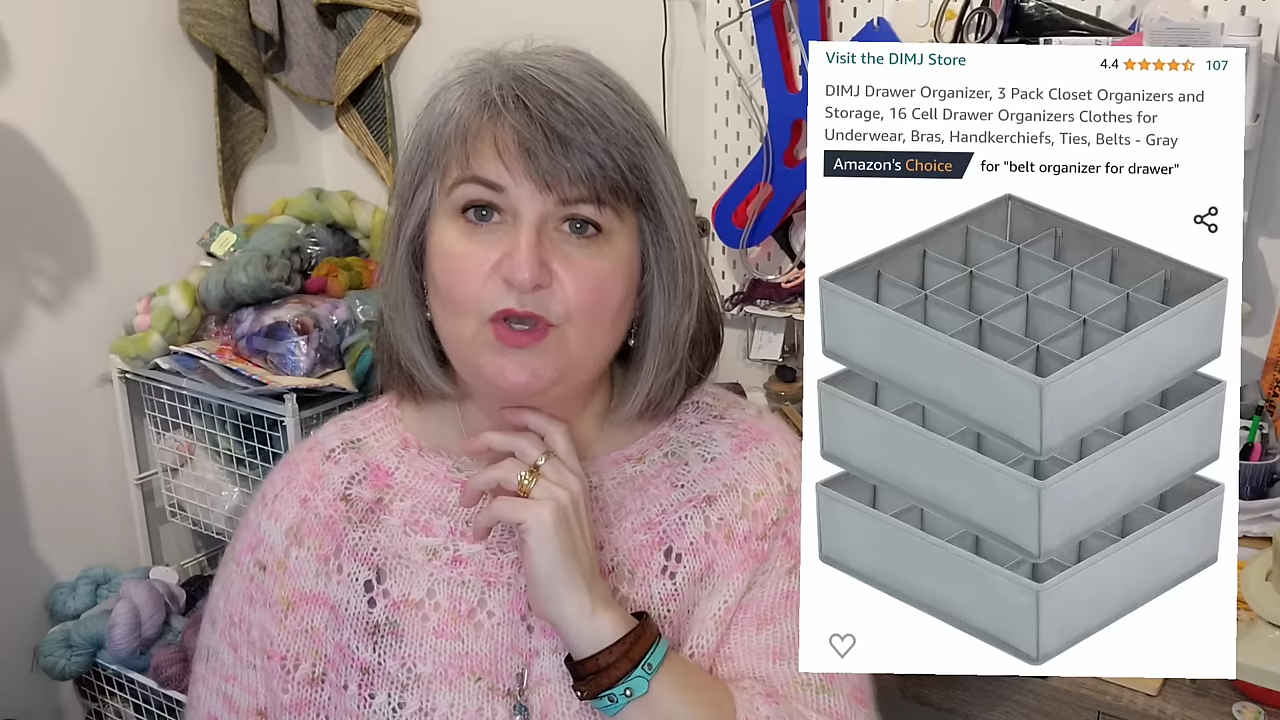 Visit the DIMJ Store
4.4 107
DIMJ Drawer Organizer, 3 Pack Closet Organizers and
Storage, 16 Cell Drawer Organizers Clothes for
Underwear, Bras, Handkerchiefs, Ties, Belts - Gray
Amazon's Choice for "belt organizer for drawer"